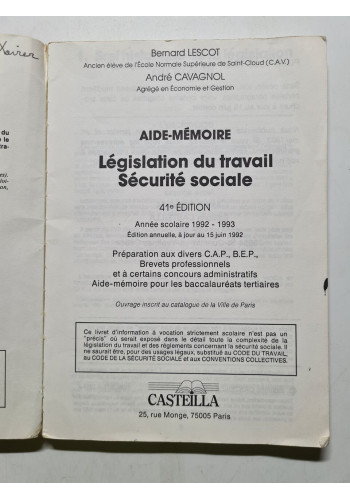 Bernard LESCOT
Ancien élève de l'École Normale Supérieure de Saint-Cloud (C.A.V.)
André CAVAGNOL
Agrégé en Économie et Gestion
AIDE-MÉMOIRE
Législation du travail
Sécurité sociale
41e ÉDITION
Année scolaire 1992 - 1993
Édition annuelle, à jour au 15 juin 1992
Préparation aux divers C.A.P., B.E.P.,
Brevets professionnels
et à certains concours administratifs
Aide-mémoire pour les baccalauréats tertiaires
Ouvrage inscrit au catalogue de la Ville de Paris
Ce livret d'information à vocation strictement scolaire n'est pas un
"précis" où serait exposé dans le détail toute la complexité de la
législation du travail et des règlements concernant la sécurité sociale. Il
ne saurait être, pour des usages légaux, substitué au CODE DU TRAVAIL,
au CODE DE LA SÉCURITÉ SOCIALE et aux CONVENTIONS COLLECTIVES.
CASTEILLA
25, rue Monge, 75005 Paris